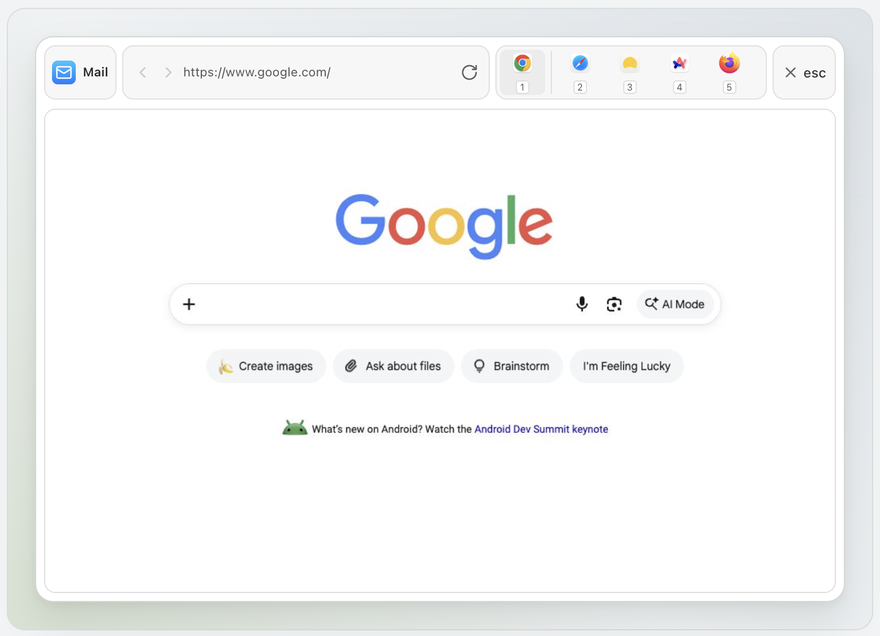 Mail
https://www.google.com/
1
2
3
4
5
esc
Google
AI Mode
Create images
Ask about files
Brainstorm
I'm Feeling Lucky
What's new on Android? Watch the Android Dev Summit keynote